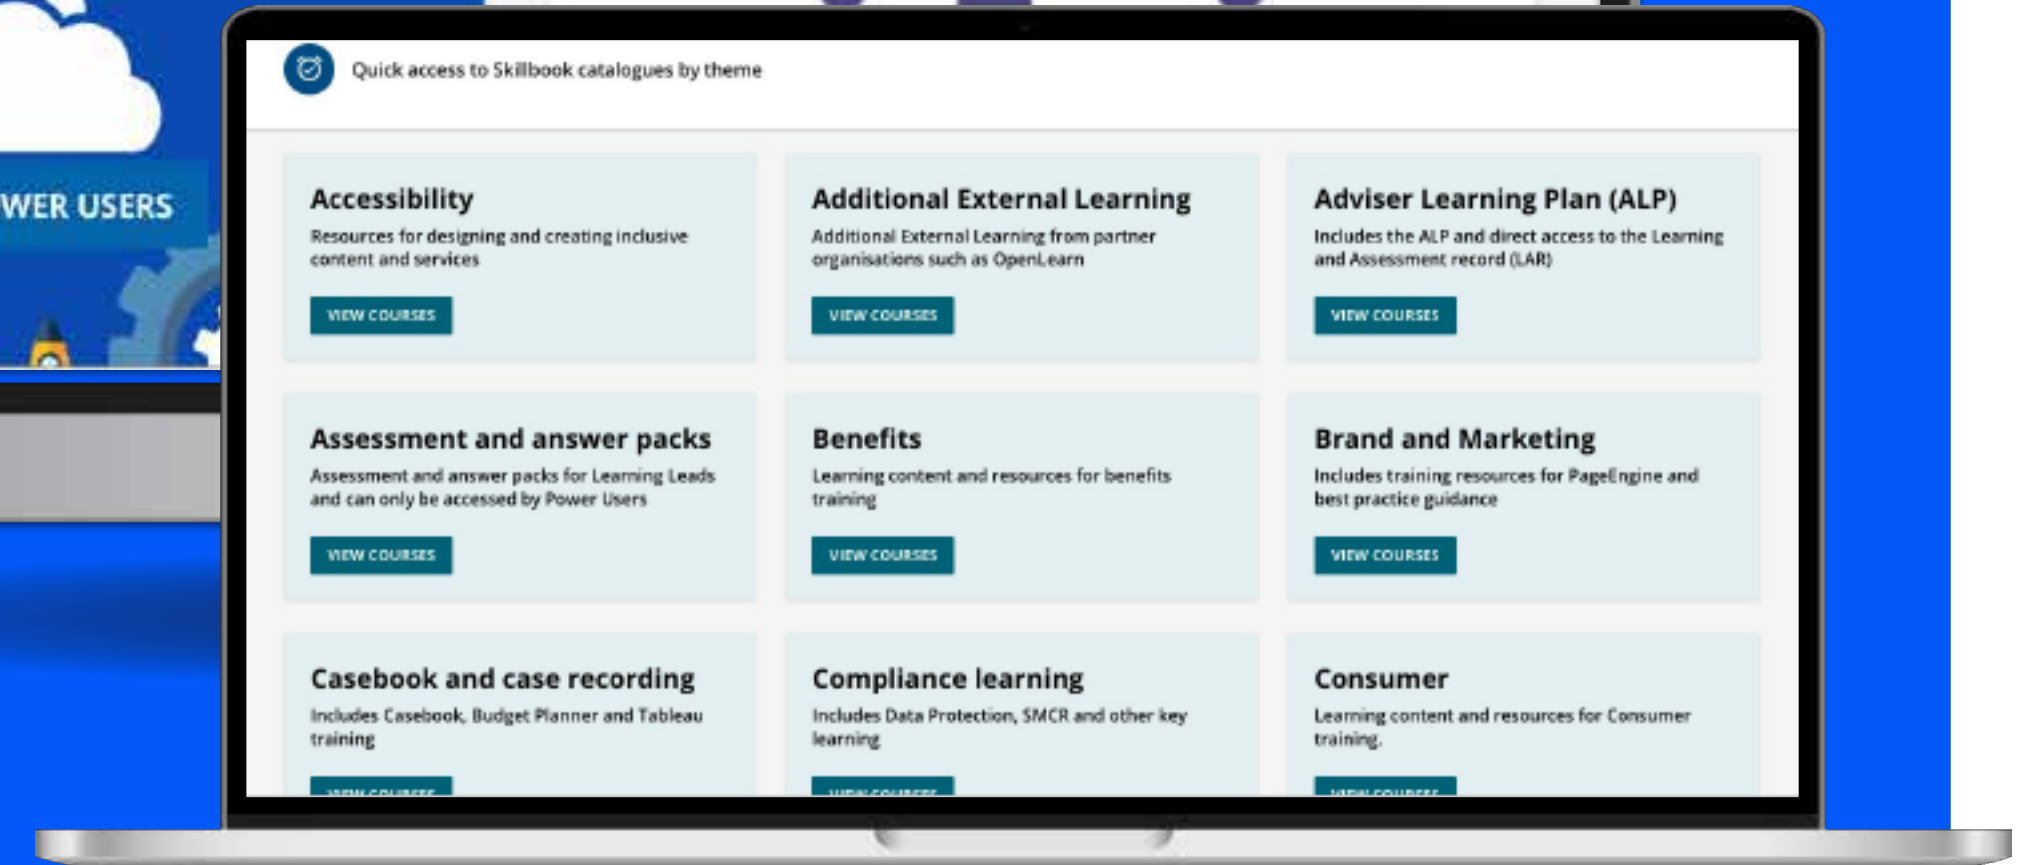 Quick access to Skillbook catalogues by theme
WER USERS
Accessibility
Resources for designing and creating inclusive
content and services
VIEW COURSES
Additional External Learning
Additional External Learning from partner
organisations such as OpenLearn
VIEW COURSES
Adviser Learning Plan (ALP)
Includes the ALP and direct access to the Learning
and Assessment record (LAR)
VIEW COURSES
Assessment and answer packs
Assessment and answer packs for Learning Leads
and can only be accessed by Power Users
VIEW COURSES
Benefits
Learning content and resources for benefits
training
VIEW COURSES
Brand and Marketing
Includes training resources for PageEngine and
best practice guidance
VIEW COURSES
Casebook and case recording
Includes Casebook, Budget Planner and Tableau
training
VIEW COURSES
Compliance learning
Includes Data Protection, SMCR and other key
learning
VIEW COURSES
Consumer
Learning content and resources for Consumer
training.
VIEW COURSES